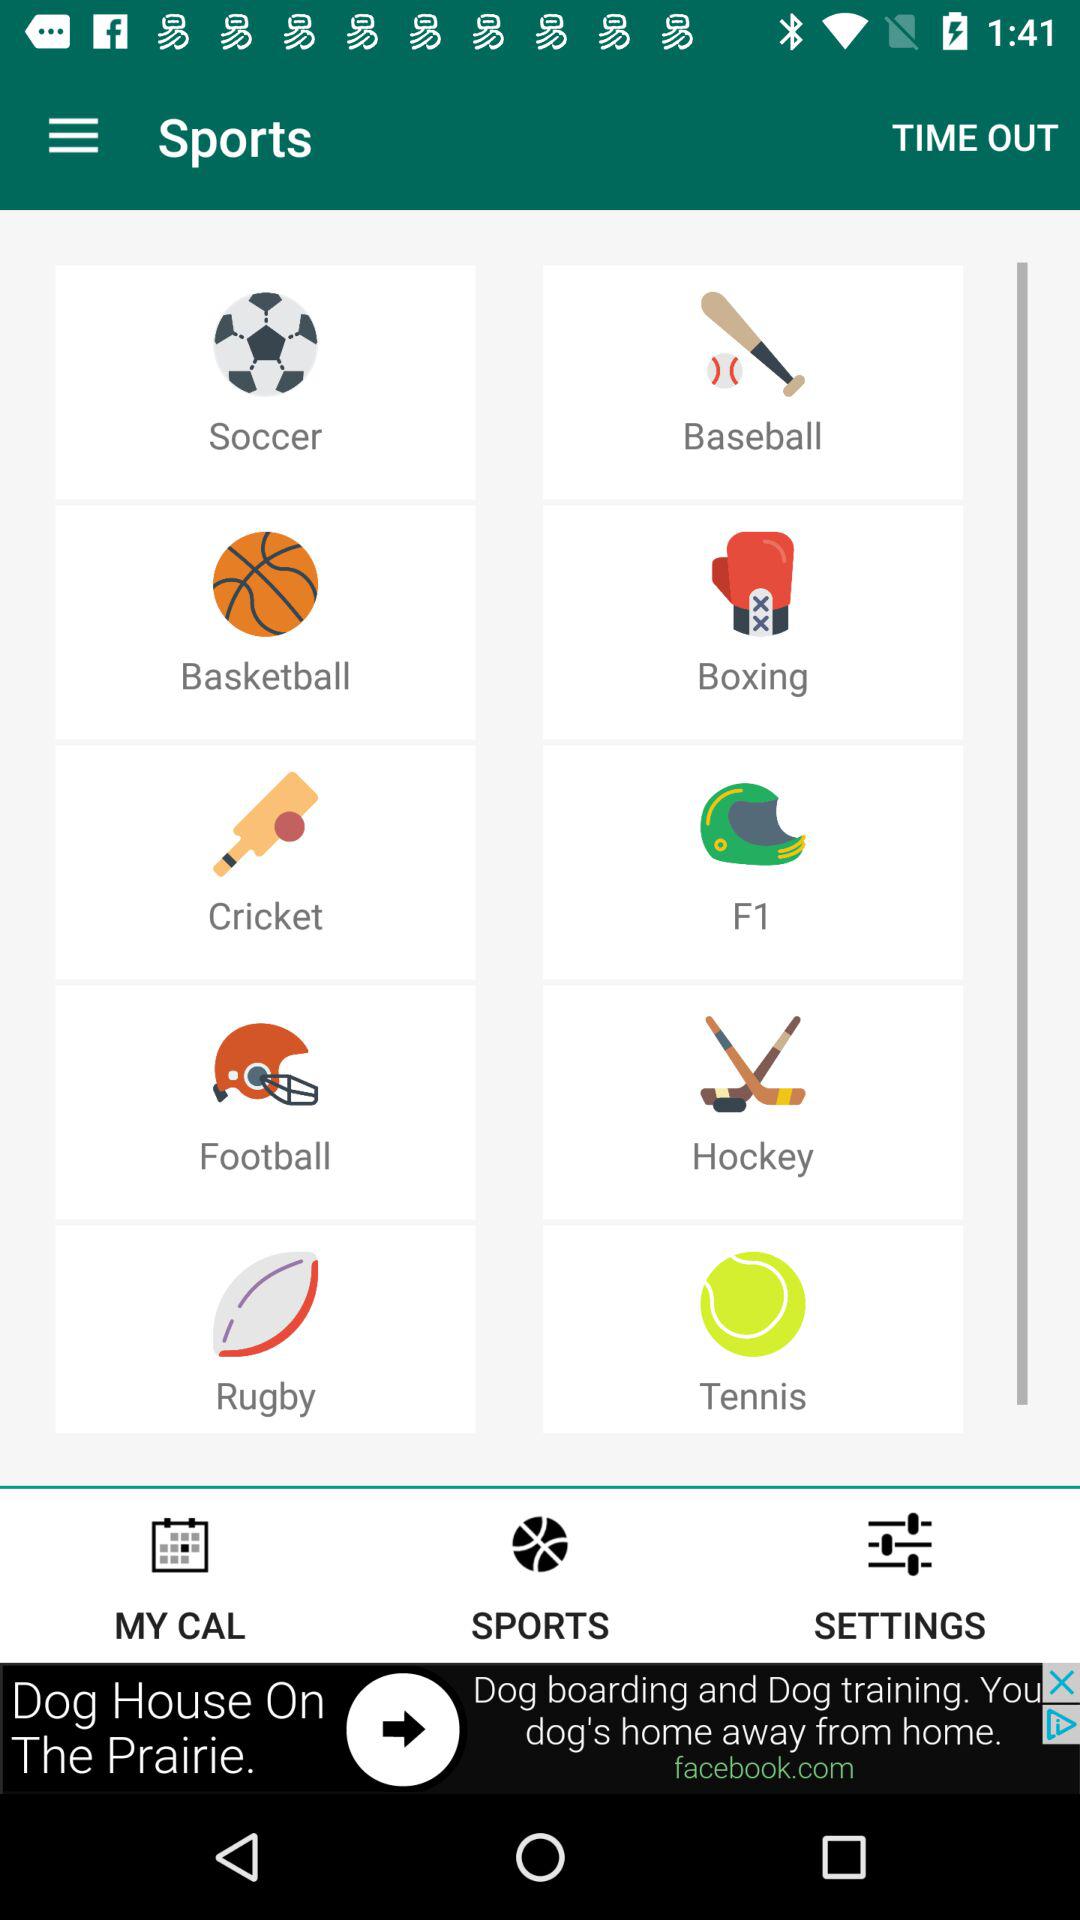 1:41
Sports
TIME OUT
Soccer
Baseball
Basketball
Boxing
Cricket
F1
Football
Hockey
Rugby
Tennis
MY CAL
SPORTS
SETTINGS
Dog House On
The Prairie.
Dog boarding and Dog training. You
dog's home away from home.
facebook.com